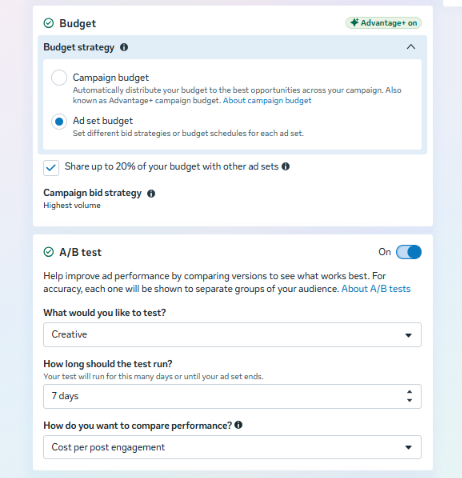 Budget
Advantage+ on
Budget strategy
Campaign budget
Automatically distribute your budget to the best opportunities across your campaign. Also
known as Advantage+ campaign budget. About campaign budget
Ad set budget
Set different bid strategies or budget schedules for each ad set.
Share up to 20% of your budget with other ad sets
Campaign bid strategy
Highest volume
A/B test
On
Help improve ad performance by comparing versions to see what works best. For
accuracy, each one will be shown to separate groups of your audience. About A/B tests
What would you like to test?
Creative
How long should the test run?
Your test will run for this many days or until your ad set ends.
7 days
How do you want to compare performance?
Cost per post engagement